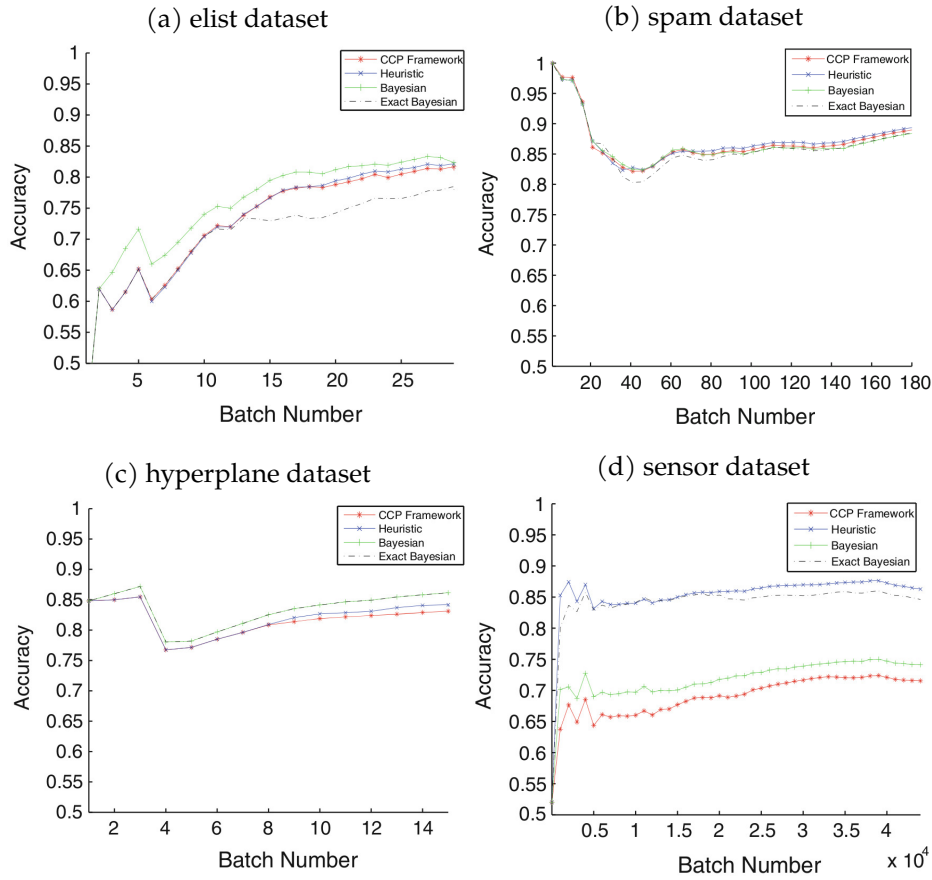 (a) elist dataset
1
0.95
0.9
0.85
0.8
0.75
0.7
0.65
0.6
0.55
0.5
Accuracy
5 10 15 20 25
Batch Number
CCP Framework
Heuristic
Bayesian
Exact Bayesian
(b) spam dataset
1
0.95
0.9
0.85
0.8
0.75
0.7
0.65
0.6
0.55
0.5
Accuracy
20 40 60 80 100 120 140 160 180
Batch Number
CCP Framework
Heuristic
Bayesian
Exact Bayesian
(c) hyperplane dataset
1
0.95
0.9
0.85
0.8
0.75
0.7
0.65
0.6
0.55
0.5
Accuracy
2 4 6 8 10 12 14
Batch Number
CCP Framework
Heuristic
Bayesian
Exact Bayesian
(d) sensor dataset
1
0.95
0.9
0.85
0.8
0.75
0.7
0.65
0.6
0.55
0.5
Accuracy
0.5 1 1.5 2 2.5 3 3.5 4
Batch Number
x 10^4
CCP Framework
Heuristic
Bayesian
Exact Bayesian